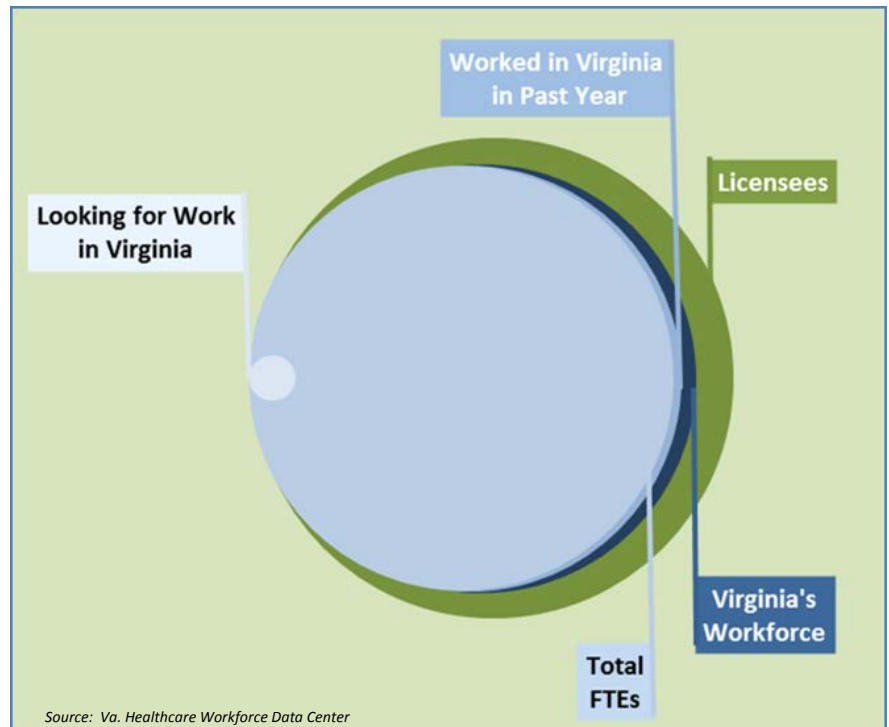 Worked in Virginia
in Past Year
Licensees
Looking for Work
in Virginia
Virginia's
Workforce
Total
FTEs
Source: Va. Healthcare Workforce Data Center